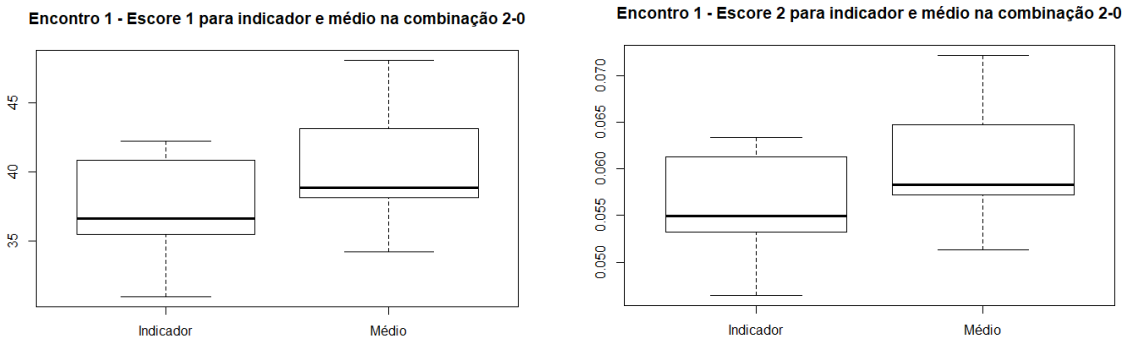 Encontro 1 - Escore 1 para indicador e médio na combinação 2-0
45
40
35
Indicador
Médio
Encontro 1 - Escore 2 para indicador e médio na combinação 2-0
0.070
0.065
0.060
0.055
0.050
Indicador
Médio